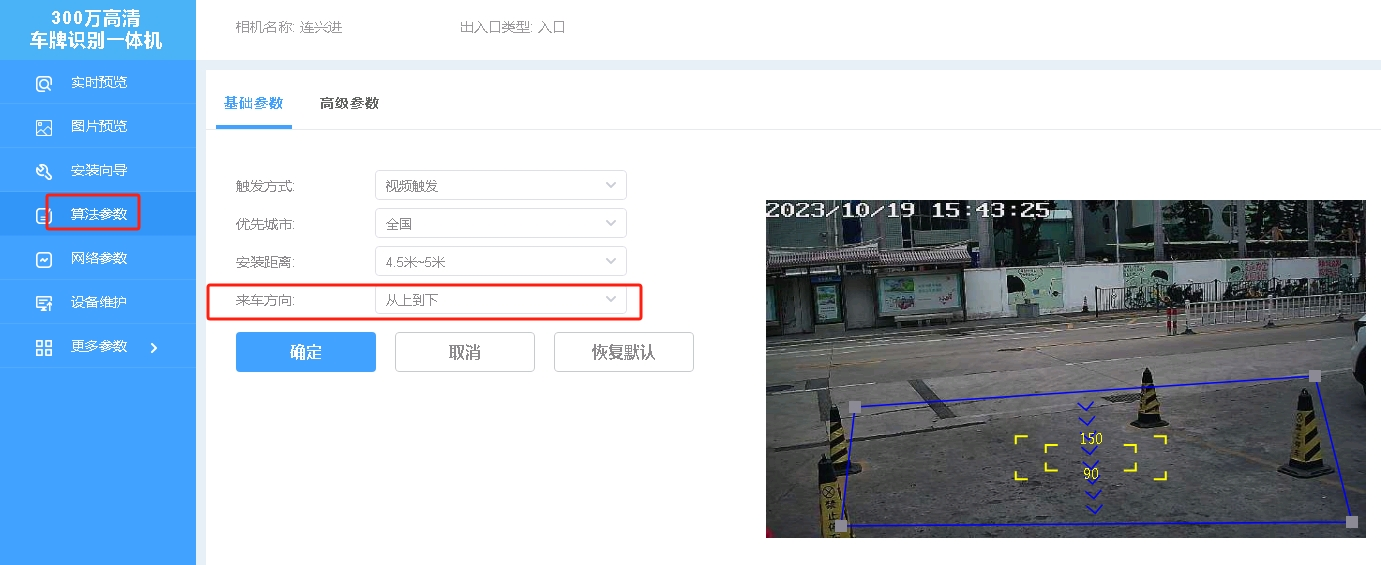 300万高清
车牌识别一体机
相机名称: 连兴进
出入口类型: 入口
实时预览
图片预览
安装向导
算法参数
网络参数
设备维护
更多参数
基础参数
高级参数
触发方式:
视频触发
优先城市:
全国
安装距离:
4.5米~5米
来车方向:
从上到下
确定
取消
恢复默认
2023/10/19 15:43:25
150
90
禁止